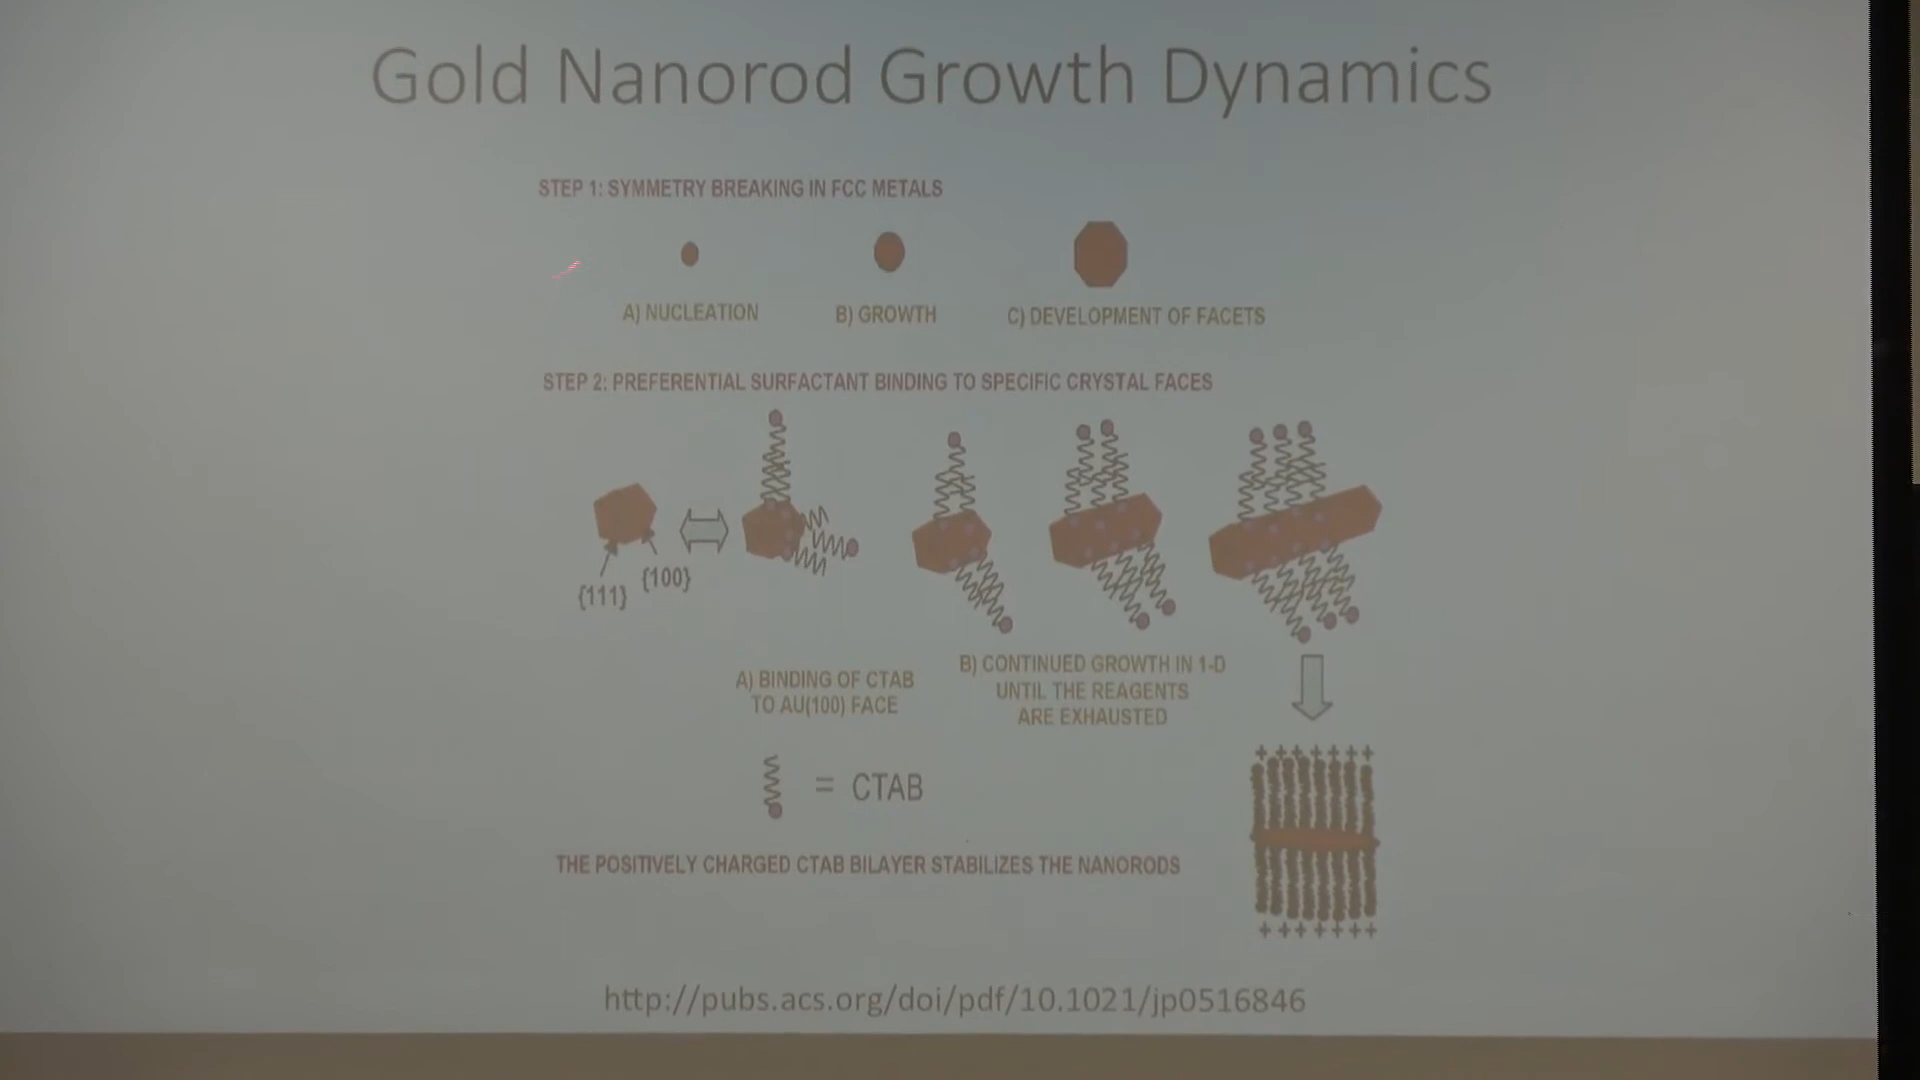 Gold Nanorod Growth Dynamics
STEP 1: SYMMETRY BREAKING IN FCC METALS
A) NUCLEATION
B) GROWTH
C) DEVELOPMENT OF FACETS
STEP 2: PREFERENTIAL SURFACTANT BINDING TO SPECIFIC CRYSTAL FACES
{111}
{100}
A) BINDING OF CTAB
TO AU(100) FACE
B) CONTINUED GROWTH IN 1-D
UNTIL THE REAGENTS
ARE EXHAUSTED
= CTAB
+ + + + + + +
THE POSITIVELY CHARGED CTAB BILAYER STABILIZES THE NANORODS
+ + + + + + +
http://pubs.acs.org/doi/pdf/10.1021/jp0516846